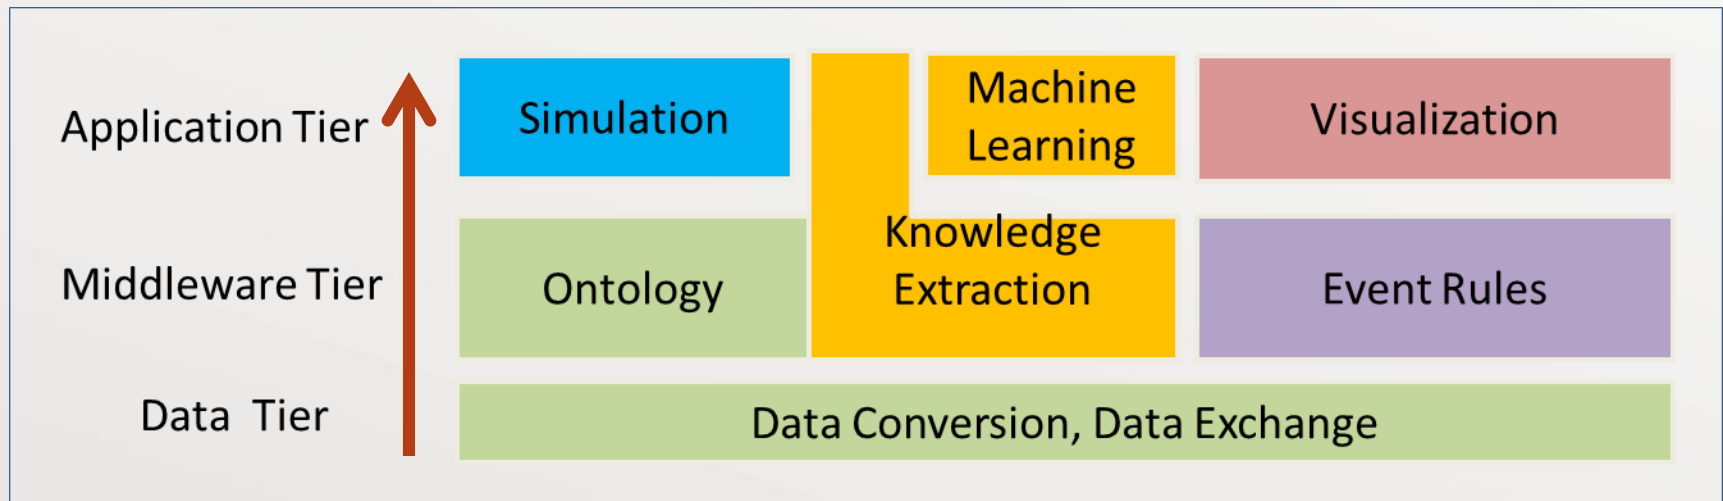 Application Tier
Simulation
Machine
Learning
Visualization
Middleware Tier
Ontology
Knowledge
Extraction
Event Rules
Data  Tier
Data Conversion, Data Exchange